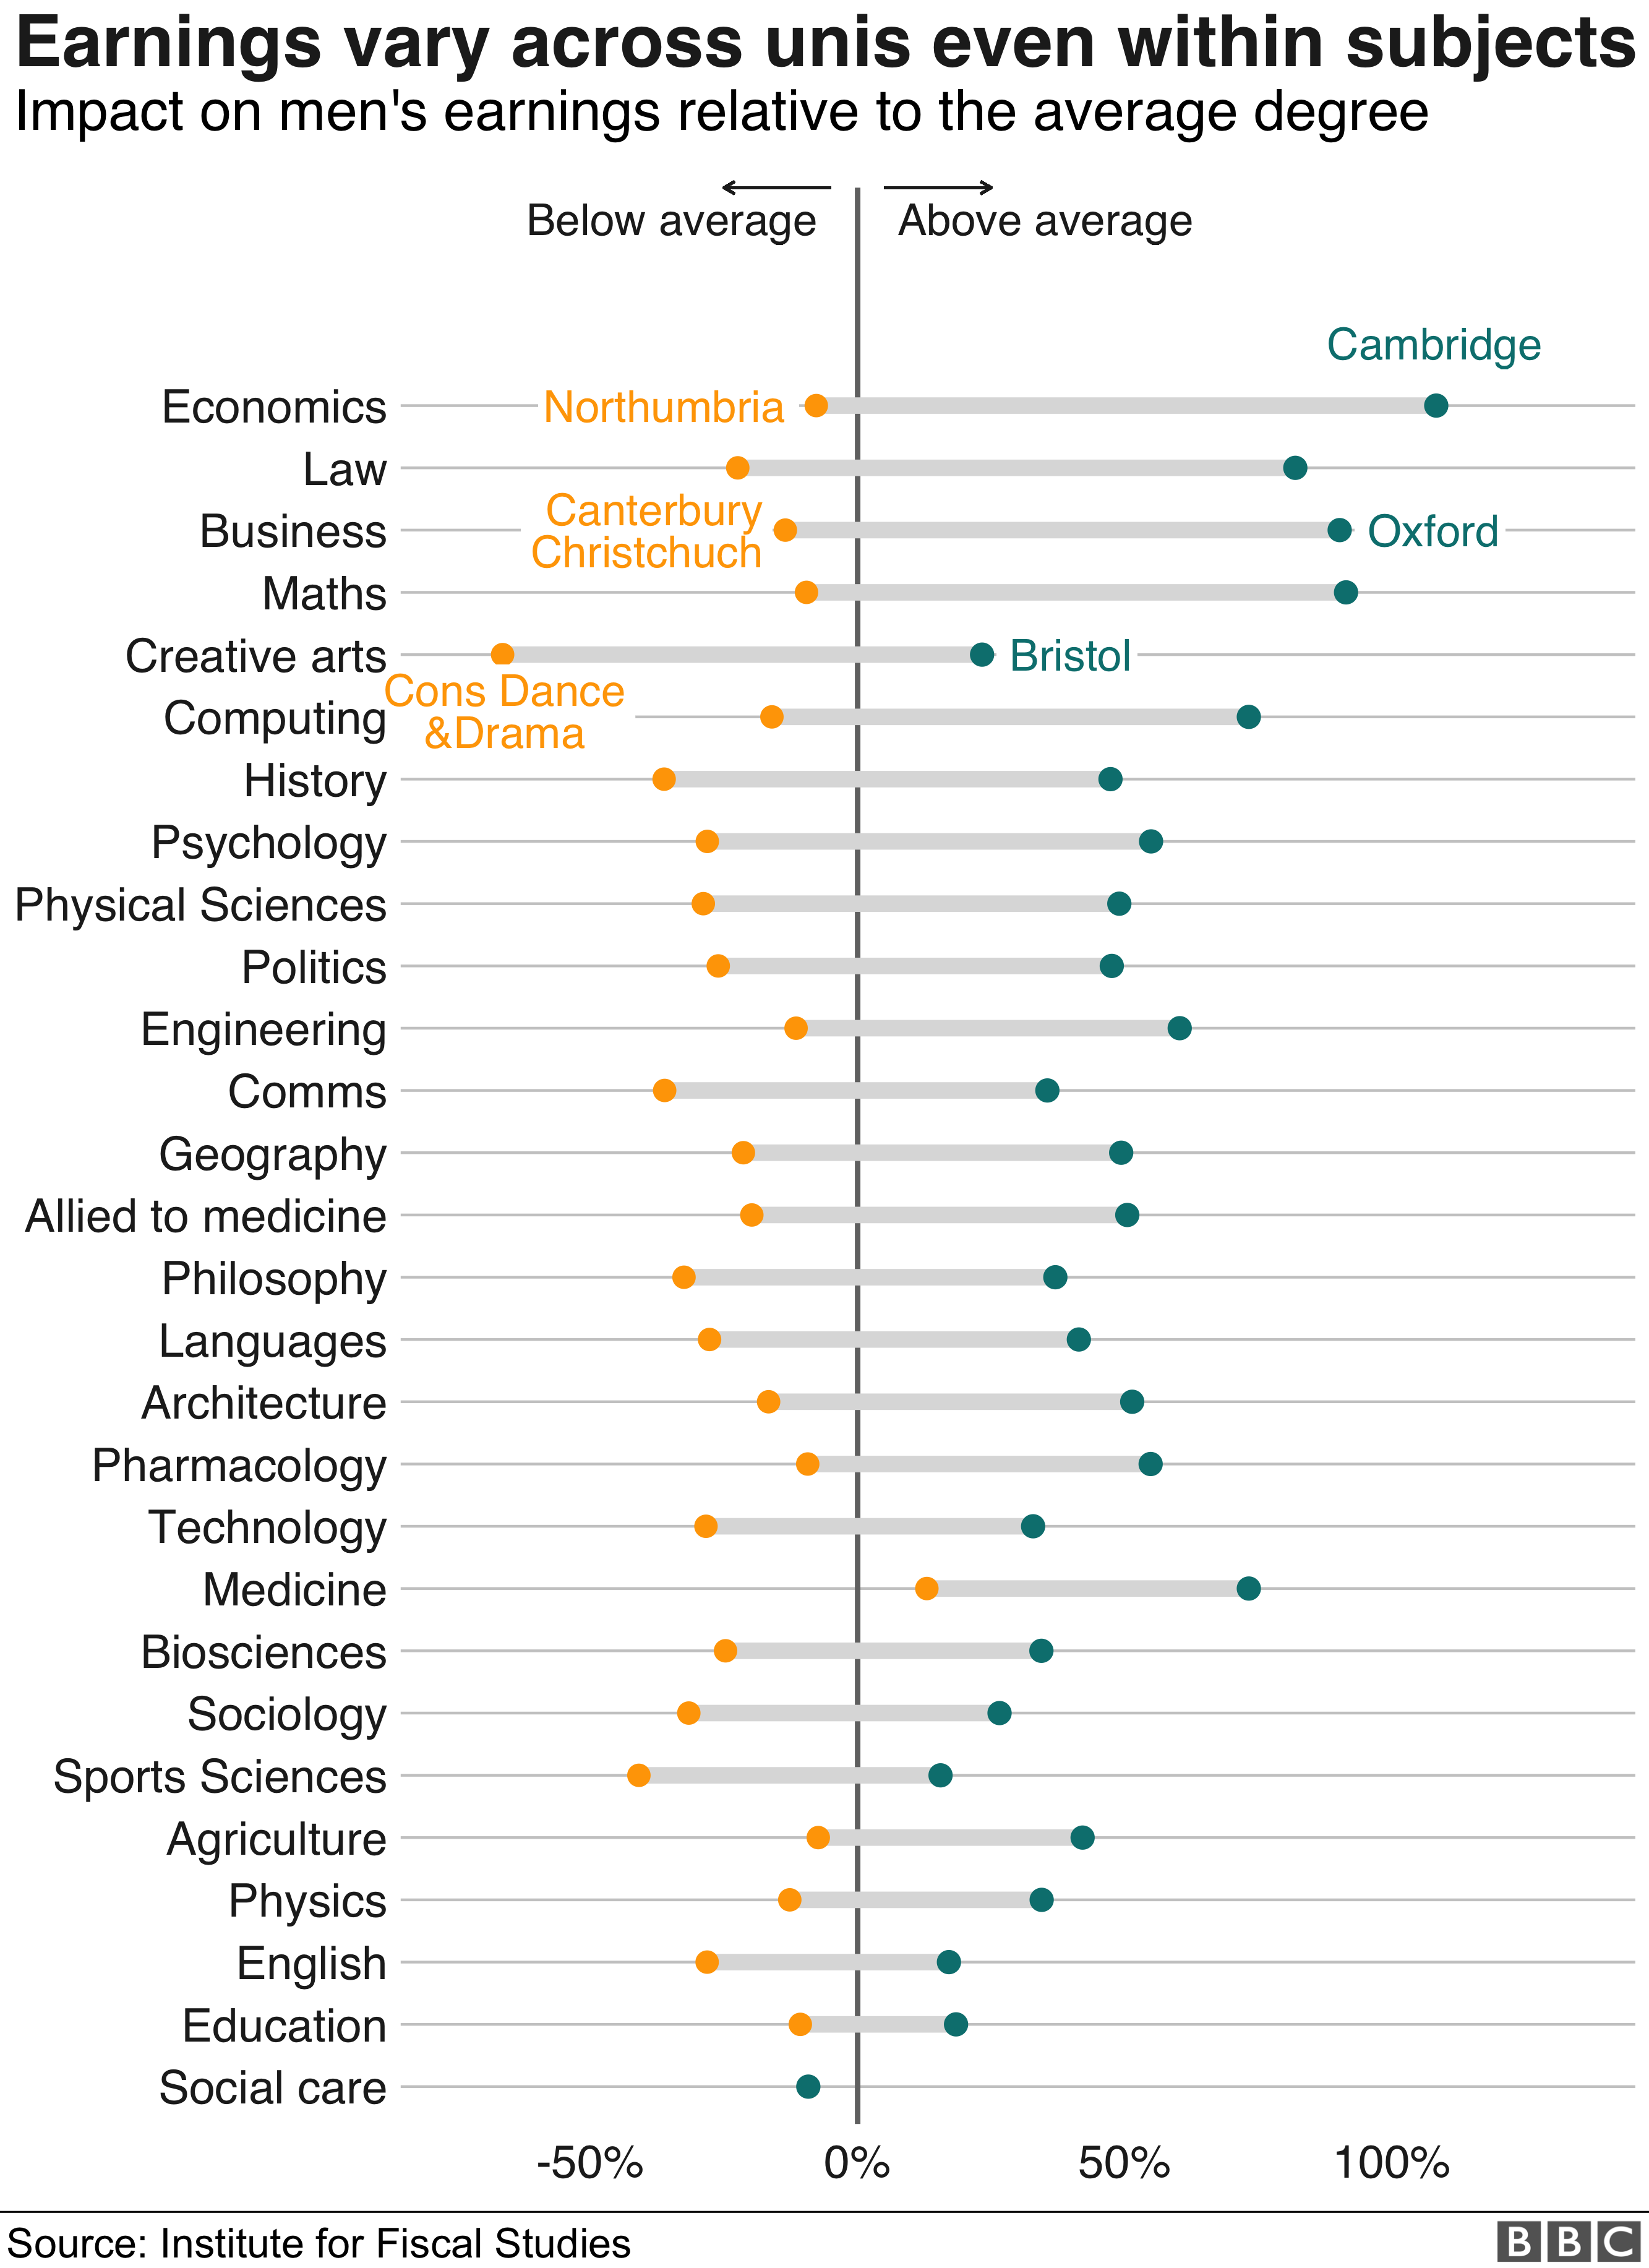 Earnings vary across unis even within subjects
Impact on men's earnings relative to the average degree
Below average
Above average
Cambridge
Economics
Northumbria
Law
Business
Canterbury
Christchuch
Oxford
Maths
Creative arts
Bristol
Cons Dance
&Drama
Computing
History
Psychology
Physical Sciences
Politics
Engineering
Comms
Geography
Allied to medicine
Philosophy
Languages
Architecture
Pharmacology
Technology
Medicine
Biosciences
Sociology
Sports Sciences
Agriculture
Physics
English
Education
Social care
-50% 0% 50% 100%
Source: Institute for Fiscal Studies
BBC